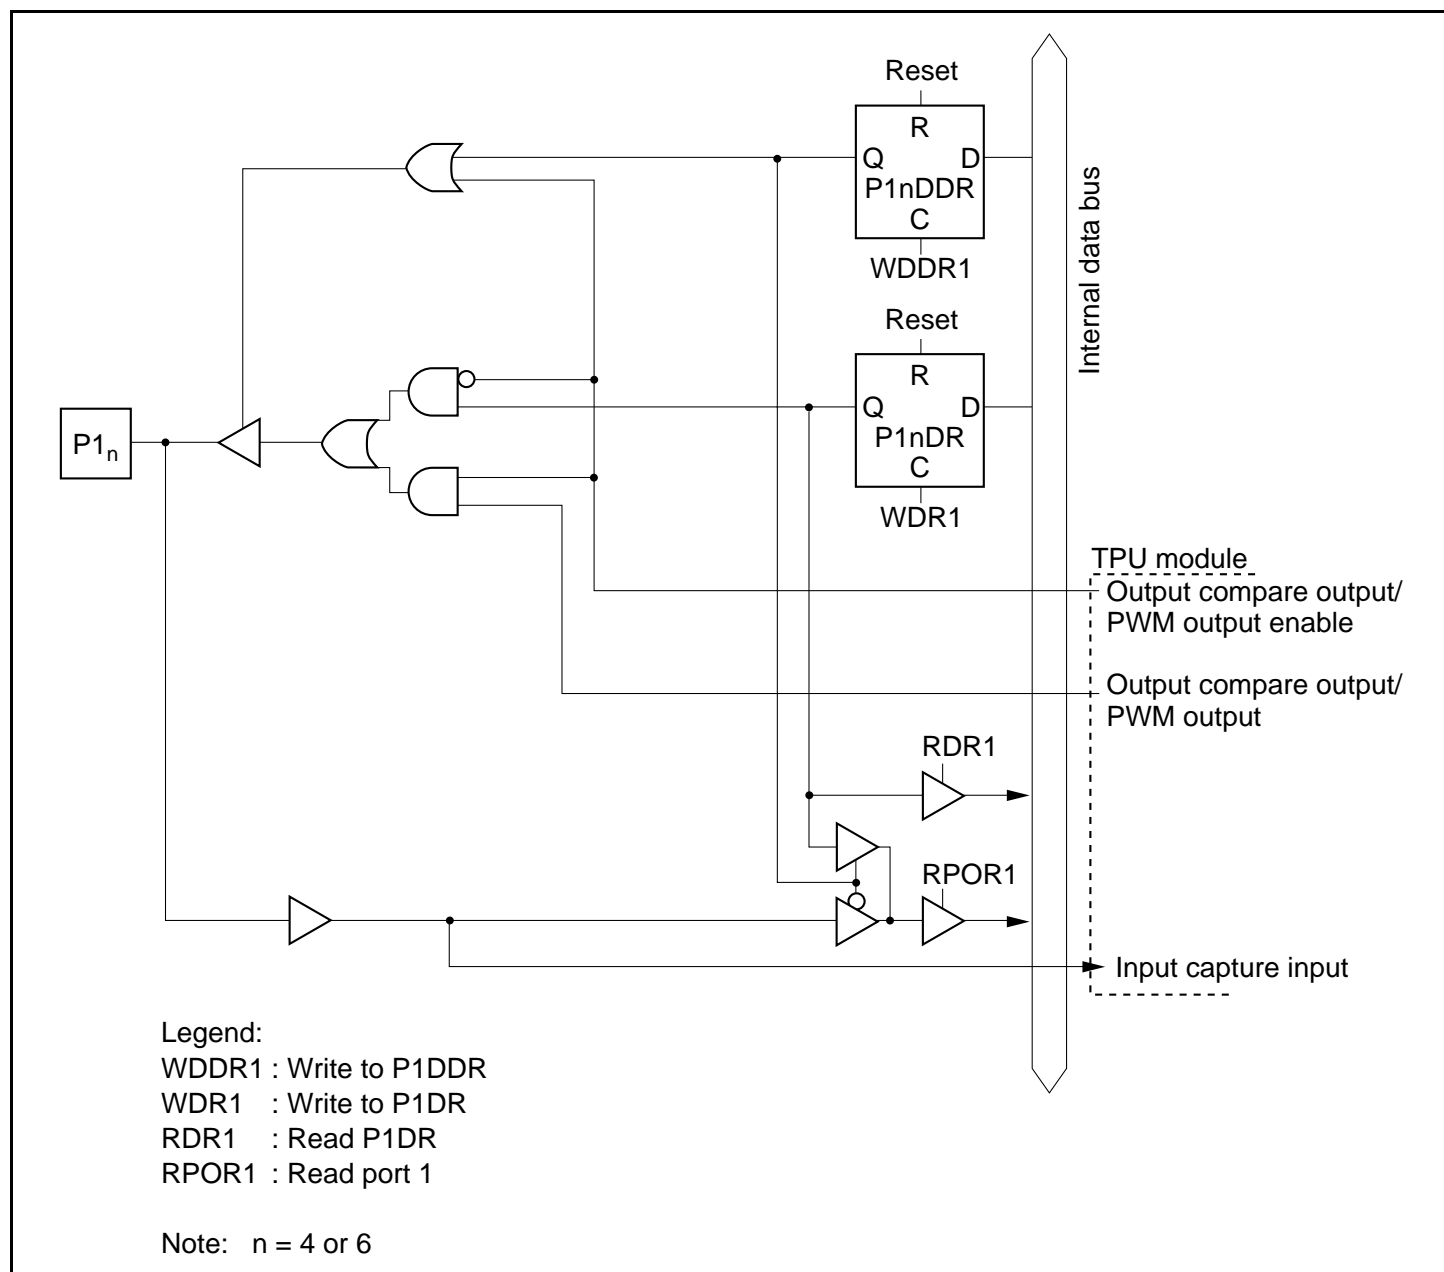 Reset
R
Q D
P1nDDR
C
WDDR1
Internal data bus
Reset
R
Q D
P1nDR
C
WDR1
P1n
TPU module
Output compare output/
PWM output enable
Output compare output/
PWM output
RDR1
RPOR1
Input capture input
Legend:
WDDR1 : Write to P1DDR
WDR1 : Write to P1DR
RDR1 : Read P1DR
RPOR1 : Read port 1
Note: n = 4 or 6